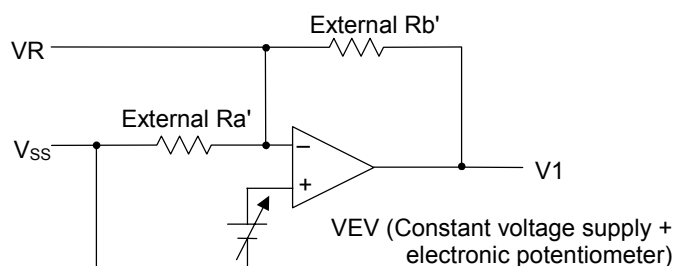 External Rb'
VR
External Ra'
VSS
−
+
V1
VEV (Constant voltage supply +
electronic potentiometer)